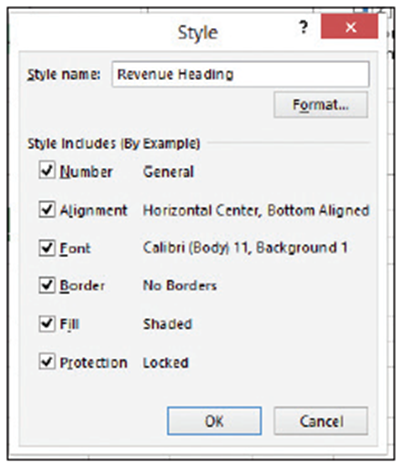 Style
?
Style name: Revenue Heading
Format...
Style Includes (By Example)
Number General
Alignment Horizontal Center, Bottom Aligned
Font Calibri (Body) 11, Background 1
Border No Borders
Fill Shaded
Protection Locked
OK Cancel